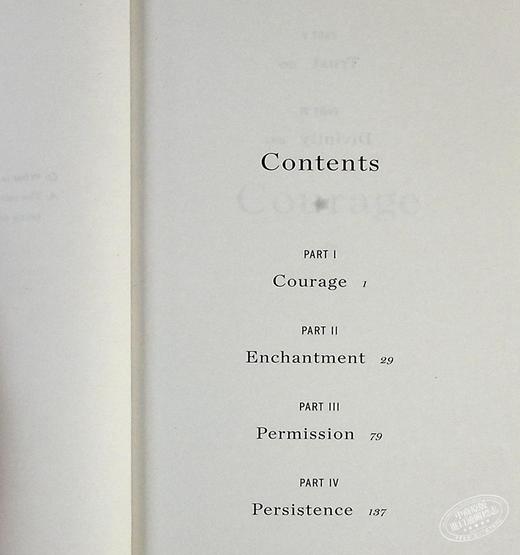 Contents
PART I
Courage 1
PART II
Enchantment 29
PART III
Permission 79
PART IV
Persistence 137